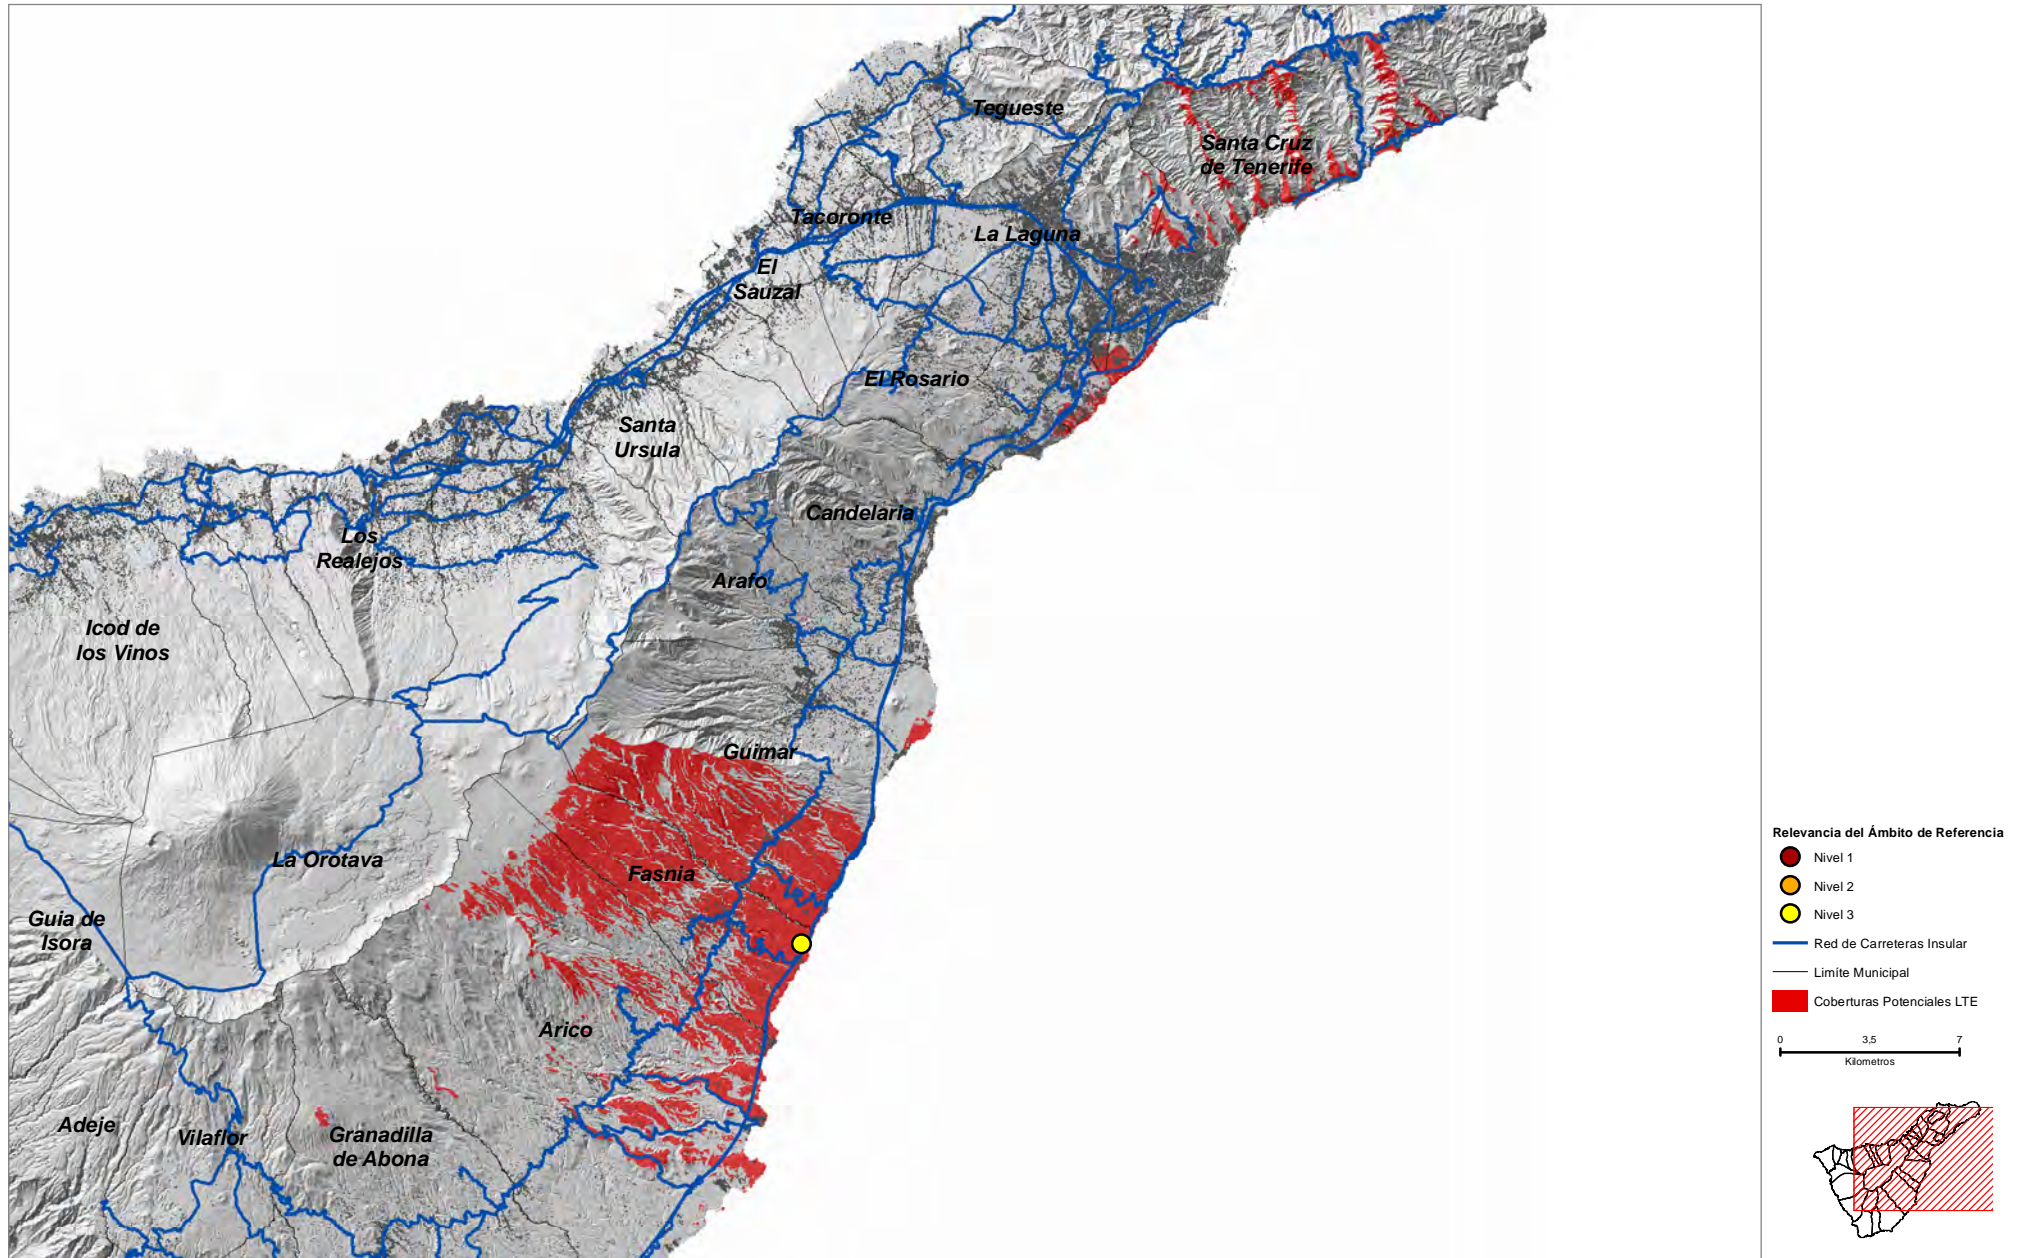 Tegueste
Santa Cruz
de Tenerife
Tacoronte
La Laguna
El
Sauzal
El Rosario
Santa
Ursula
Candelaria
Los
Realejos
Arafo
Icod de
los Vinos
Guimar
La Orotava
Fasnia
Guia de
Isora
Arico
Adeje
Vilaflor
Granadilla
de Abona
Relevancia del Ámbito de Referencia
Nivel 1
Nivel 2
Nivel 3
Red de Carreteras Insular
Limíte Municipal
Coberturas Potenciales LTE
0 3,5 7
Kilometros